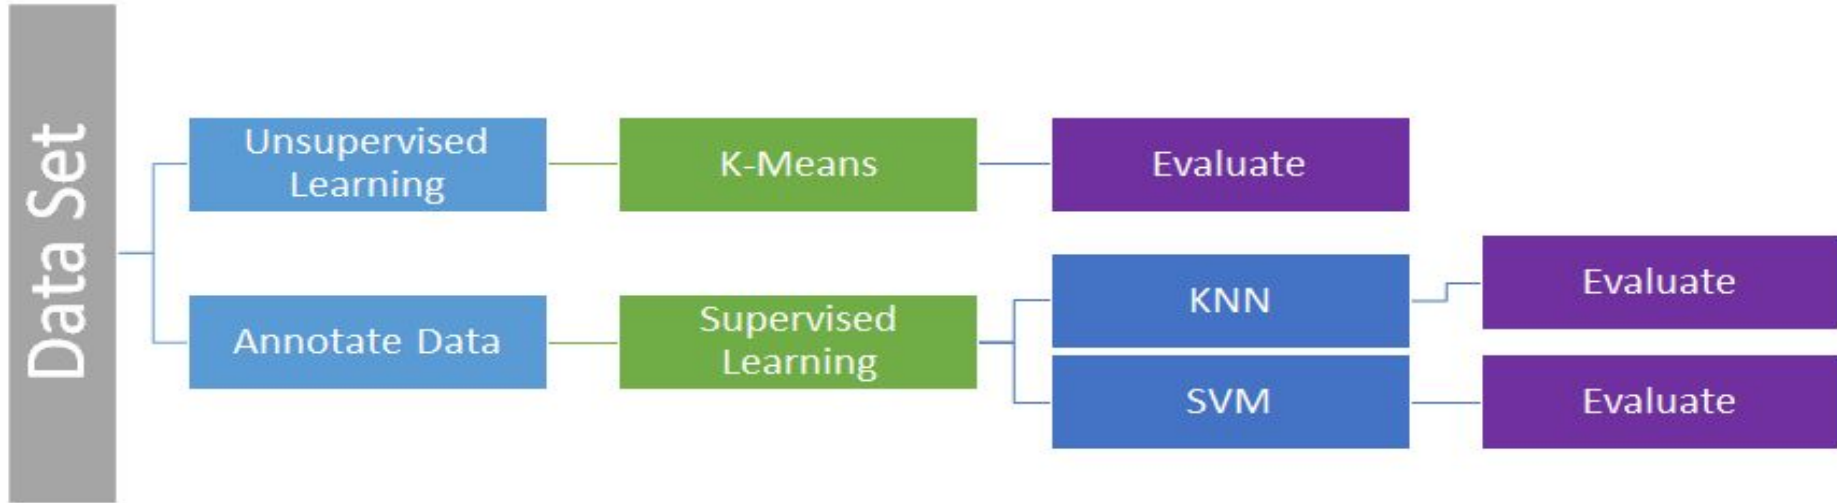 Data Set
Unsupervised
Learning
K-Means
Evaluate
Annotate Data
Supervised
Learning
KNN
Evaluate
SVM
Evaluate